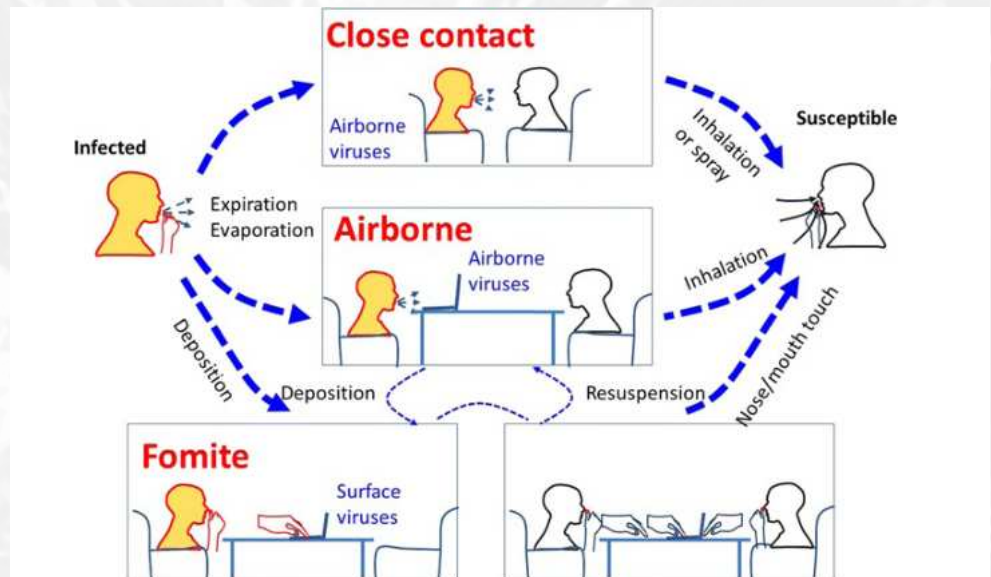 Close contact
Airborne
viruses
Infected
Expiration
Evaporation
Inhalation
or spray
Susceptible
Airborne
Airborne
viruses
Inhalation
Deposition
Deposition
Resuspension
Nose/mouth touch
Fomite
Surface
viruses